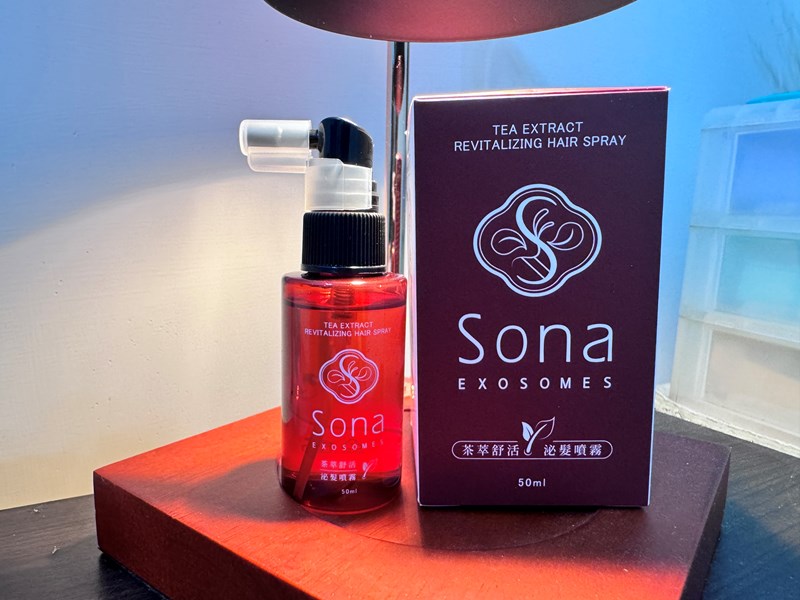 TEA EXTRACT
REVITALIZING HAIR SPRAY
Sona
EXOSOMES
茶萃舒活 泌髮噴霧
50ml
TEA EXTRACT
REVITALIZING HAIR SPRAY
Sona
EXOSOMES
茶萃舒活
泌髮噴霧
50ml